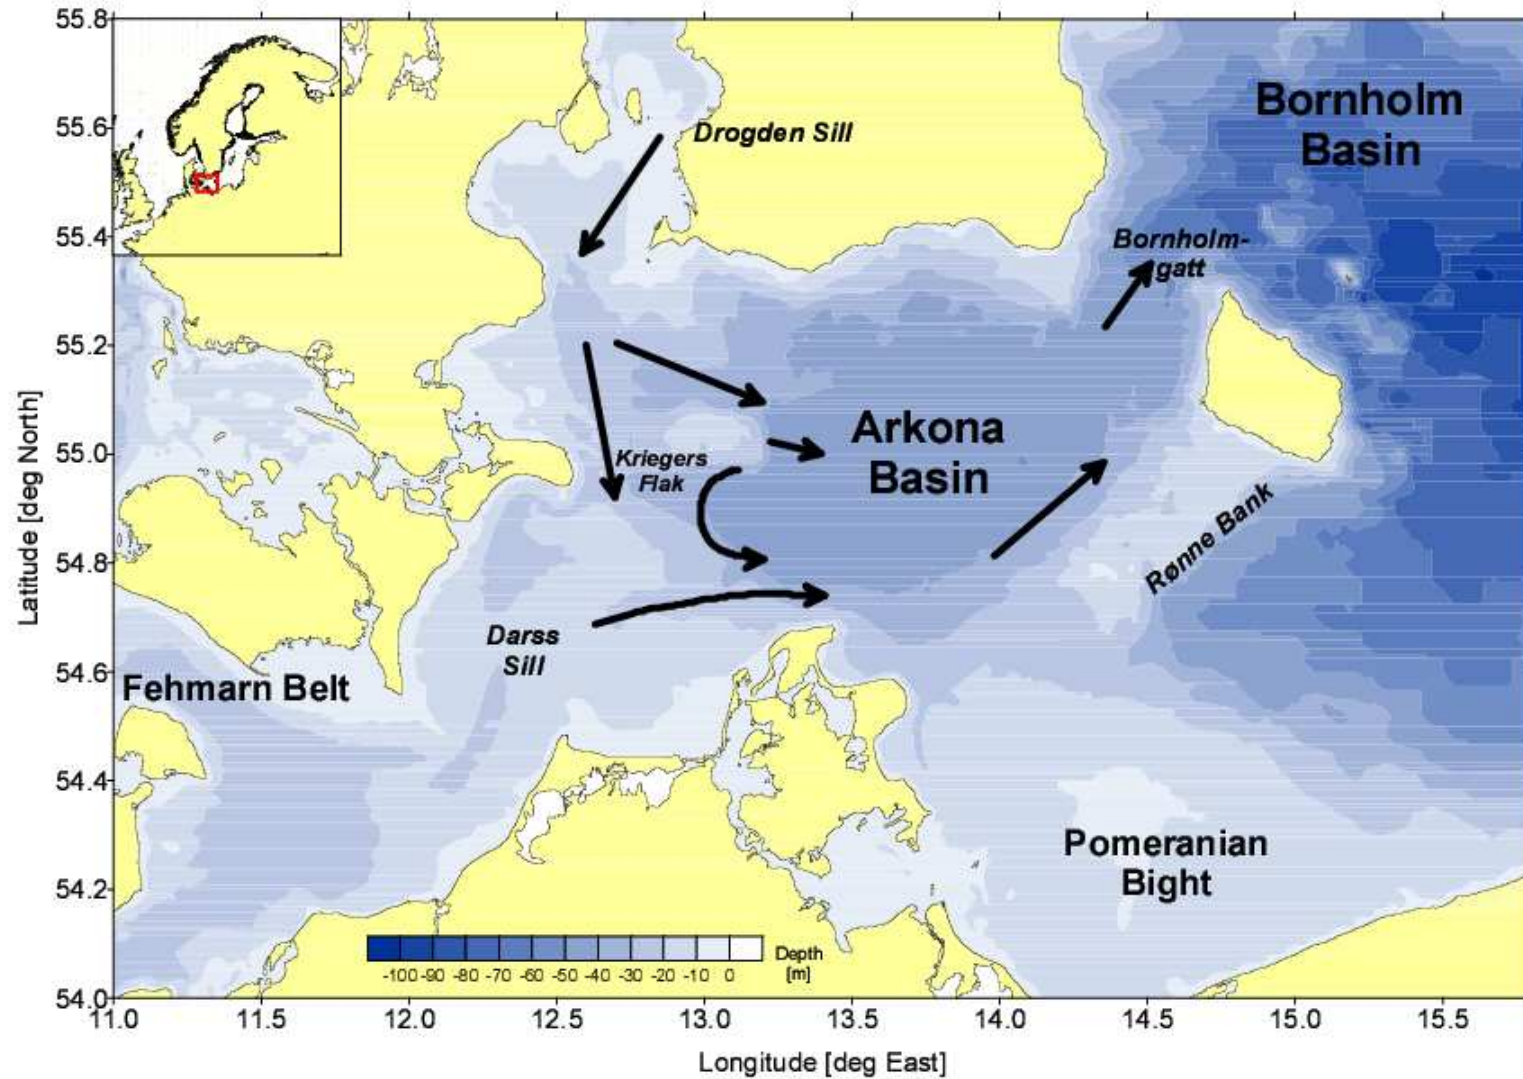 55.8
55.6
55.4
55.2
55.0
54.8
54.6
54.4
54.2
54.0
Latitude [deg North]
Bornholm
Basin
Drogden Sill
Bornholm-
gatt
Arkona
Basin
Kriegers
Flak
Rønne Bank
Darss
Sill
Fehmarn Belt
Pomeranian
Bight
Depth
[m]
-100 -90 -80 -70 -60 -50 -40 -30 -20 -10 0
11.0 11.5 12.0 12.5 13.0 13.5 14.0 14.5 15.0 15.5
Longitude [deg East]